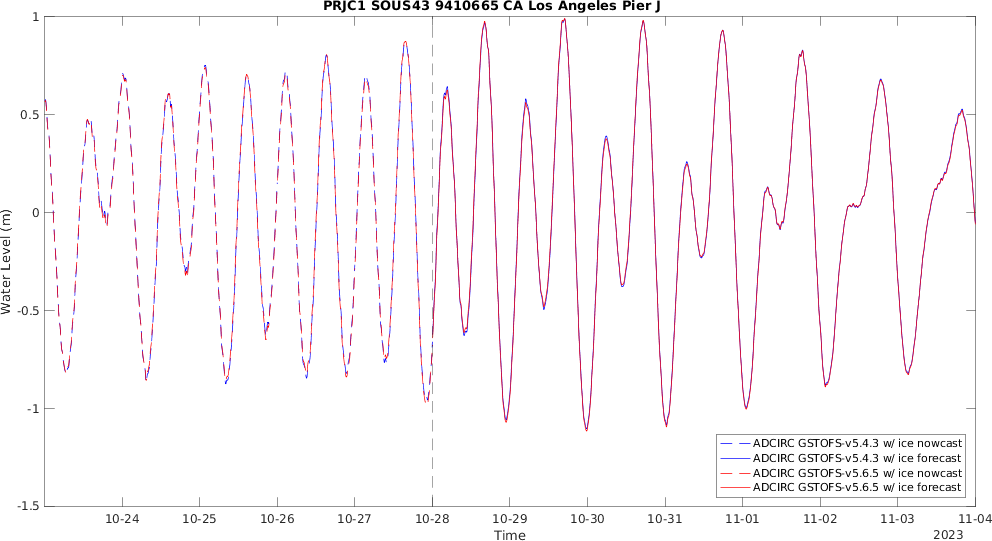 PRJC1 SOUS43 9410665 CA Los Angeles Pier J
1
0.5
0
-0.5
-1
-1.5
Water Level (m)
10-24
10-25
10-26
10-27
10-28
10-29
10-30
10-31
11-01
11-02
11-03
11-04
Time
2023
ADCIRC GSTOFS-v5.4.3 w/ ice nowcast
ADCIRC GSTOFS-v5.4.3 w/ ice forecast
ADCIRC GSTOFS-v5.6.5 w/ ice nowcast
ADCIRC GSTOFS-v5.6.5 w/ ice forecast